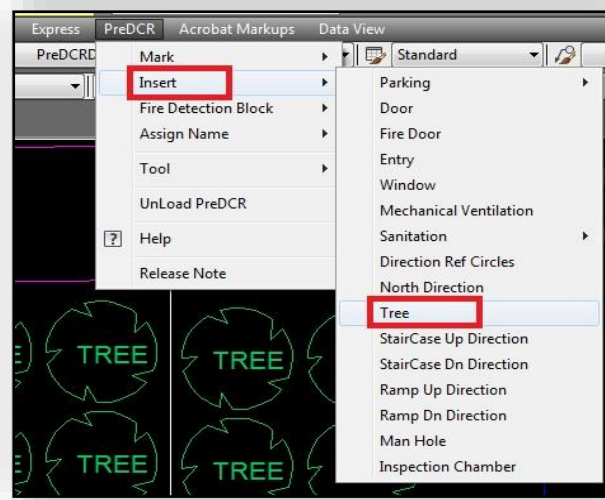 Express PreDCR Acrobat Markups Data View
PreDCRD
Standard
Mark
Insert
Fire Detection Block
Assign Name
Tool
UnLoad PreDCR
? Help
Release Note
Parking
Door
Fire Door
Entry
Window
Mechanical Ventilation
Sanitation
Direction Ref Circles
North Direction
Tree
StairCase Up Direction
StairCase Dn Direction
Ramp Up Direction
Ramp Dn Direction
Man Hole
Inspection Chamber
TREE TREE
TREE TREE